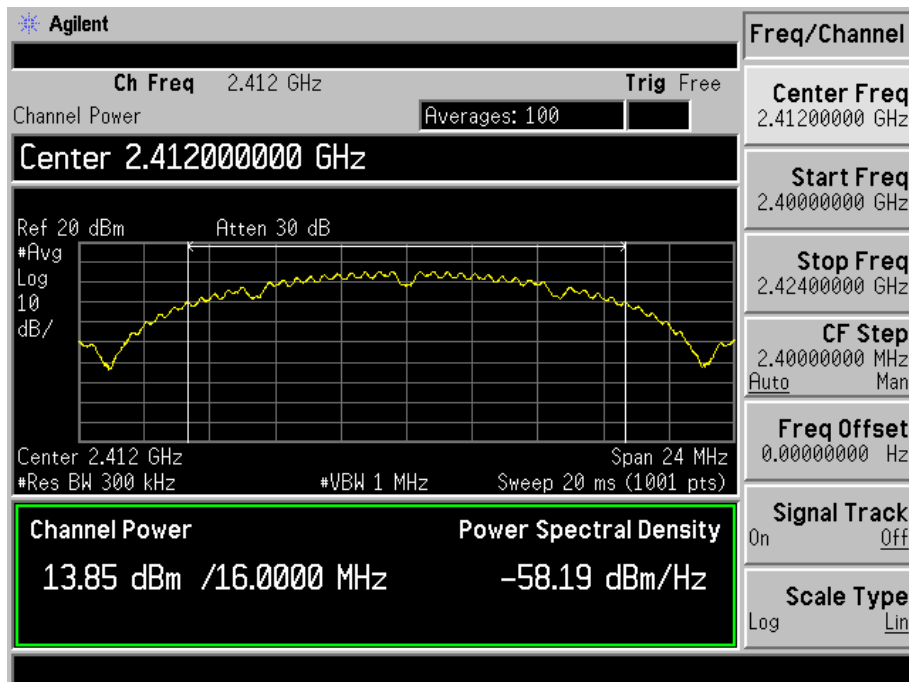 Agilent
Ch Freq 2.412 GHz Trig Free
Channel Power Averages: 100
Center 2.412000000 GHz
Ref 20 dBm Atten 30 dB
#Avg
Log
10
dB/
Center 2.412 GHz Span 24 MHz
#Res BW 300 kHz #VBW 1 MHz Sweep 20 ms (1001 pts)
Channel Power Power Spectral Density
13.85 dBm /16.0000 MHz -58.19 dBm/Hz
Freq/Channel
Center Freq
2.41200000 GHz
Start Freq
2.40000000 GHz
Stop Freq
2.42400000 GHz
CF Step
2.40000000 MHz
Auto Man
Freq Offset
0.00000000 Hz
Signal Track
On Off
Scale Type
Log Lin